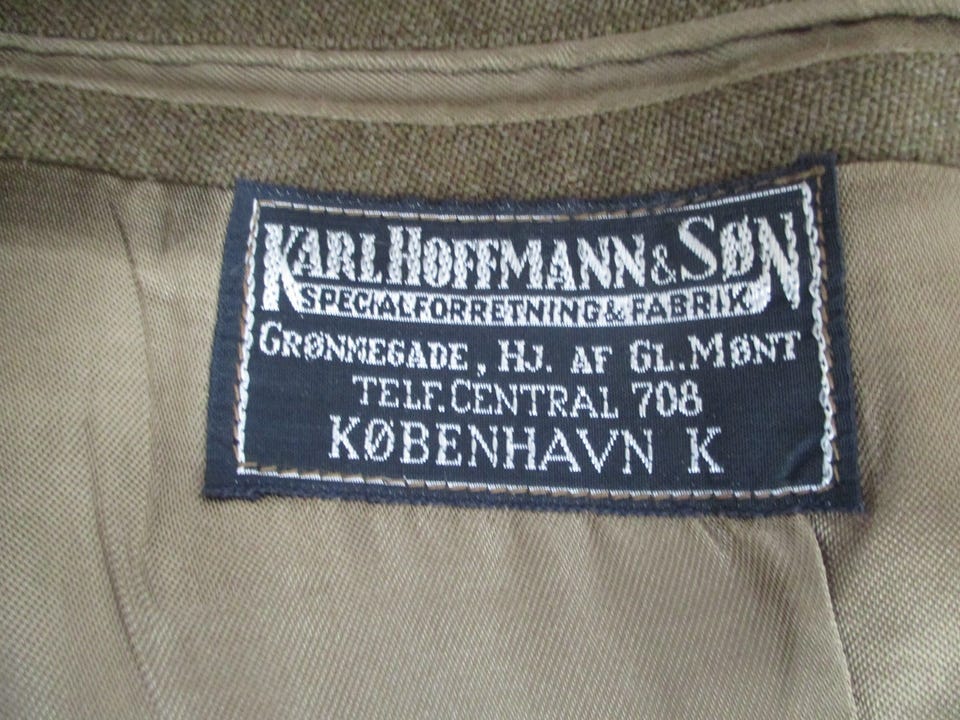 KARL HOFFMANN & SØN
SPECIALFORRETNING & FABRIK
GRØNNEGADE, HJ. AF GL. MØNT
TELF. CENTRAL 708
KØBENHAVN K